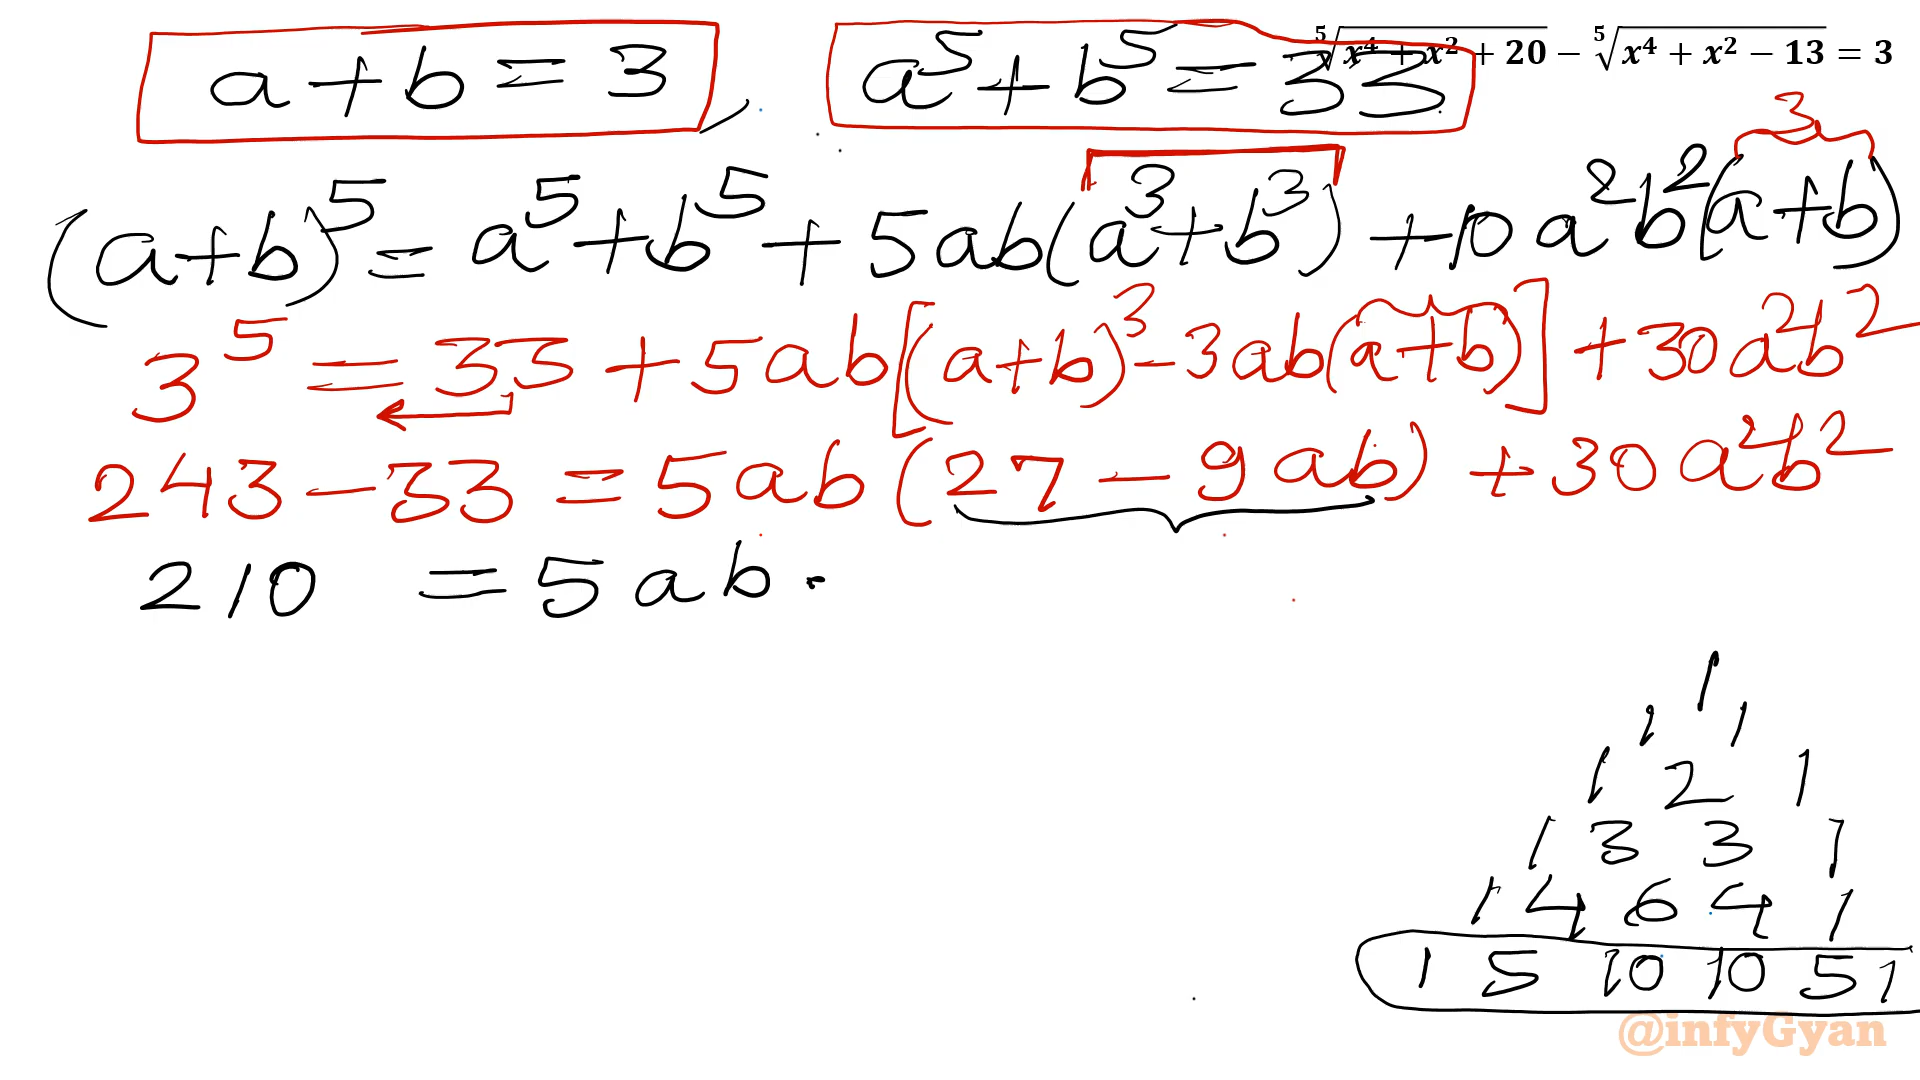 a + b = 3, a⁵ + b⁵ = 33
⁵√x⁴ + x² + 20 − ⁵√x⁴ + x² − 13 = 3
3
(a+b)⁵ = a⁵ + b⁵ + 5ab(a³ + b³) + 10a²b²(a+b)
3⁵ = 33 + 5ab[(a+b)³ − 3ab(a+b)] + 30a²b²
243 − 33 = 5ab(27 − 9ab) + 30a²b²
210 = 5ab·
1
1 1
1 2 1
1 3 3 1
1 4 6 4 1
1 5 10 10 5 1
@infyGyan